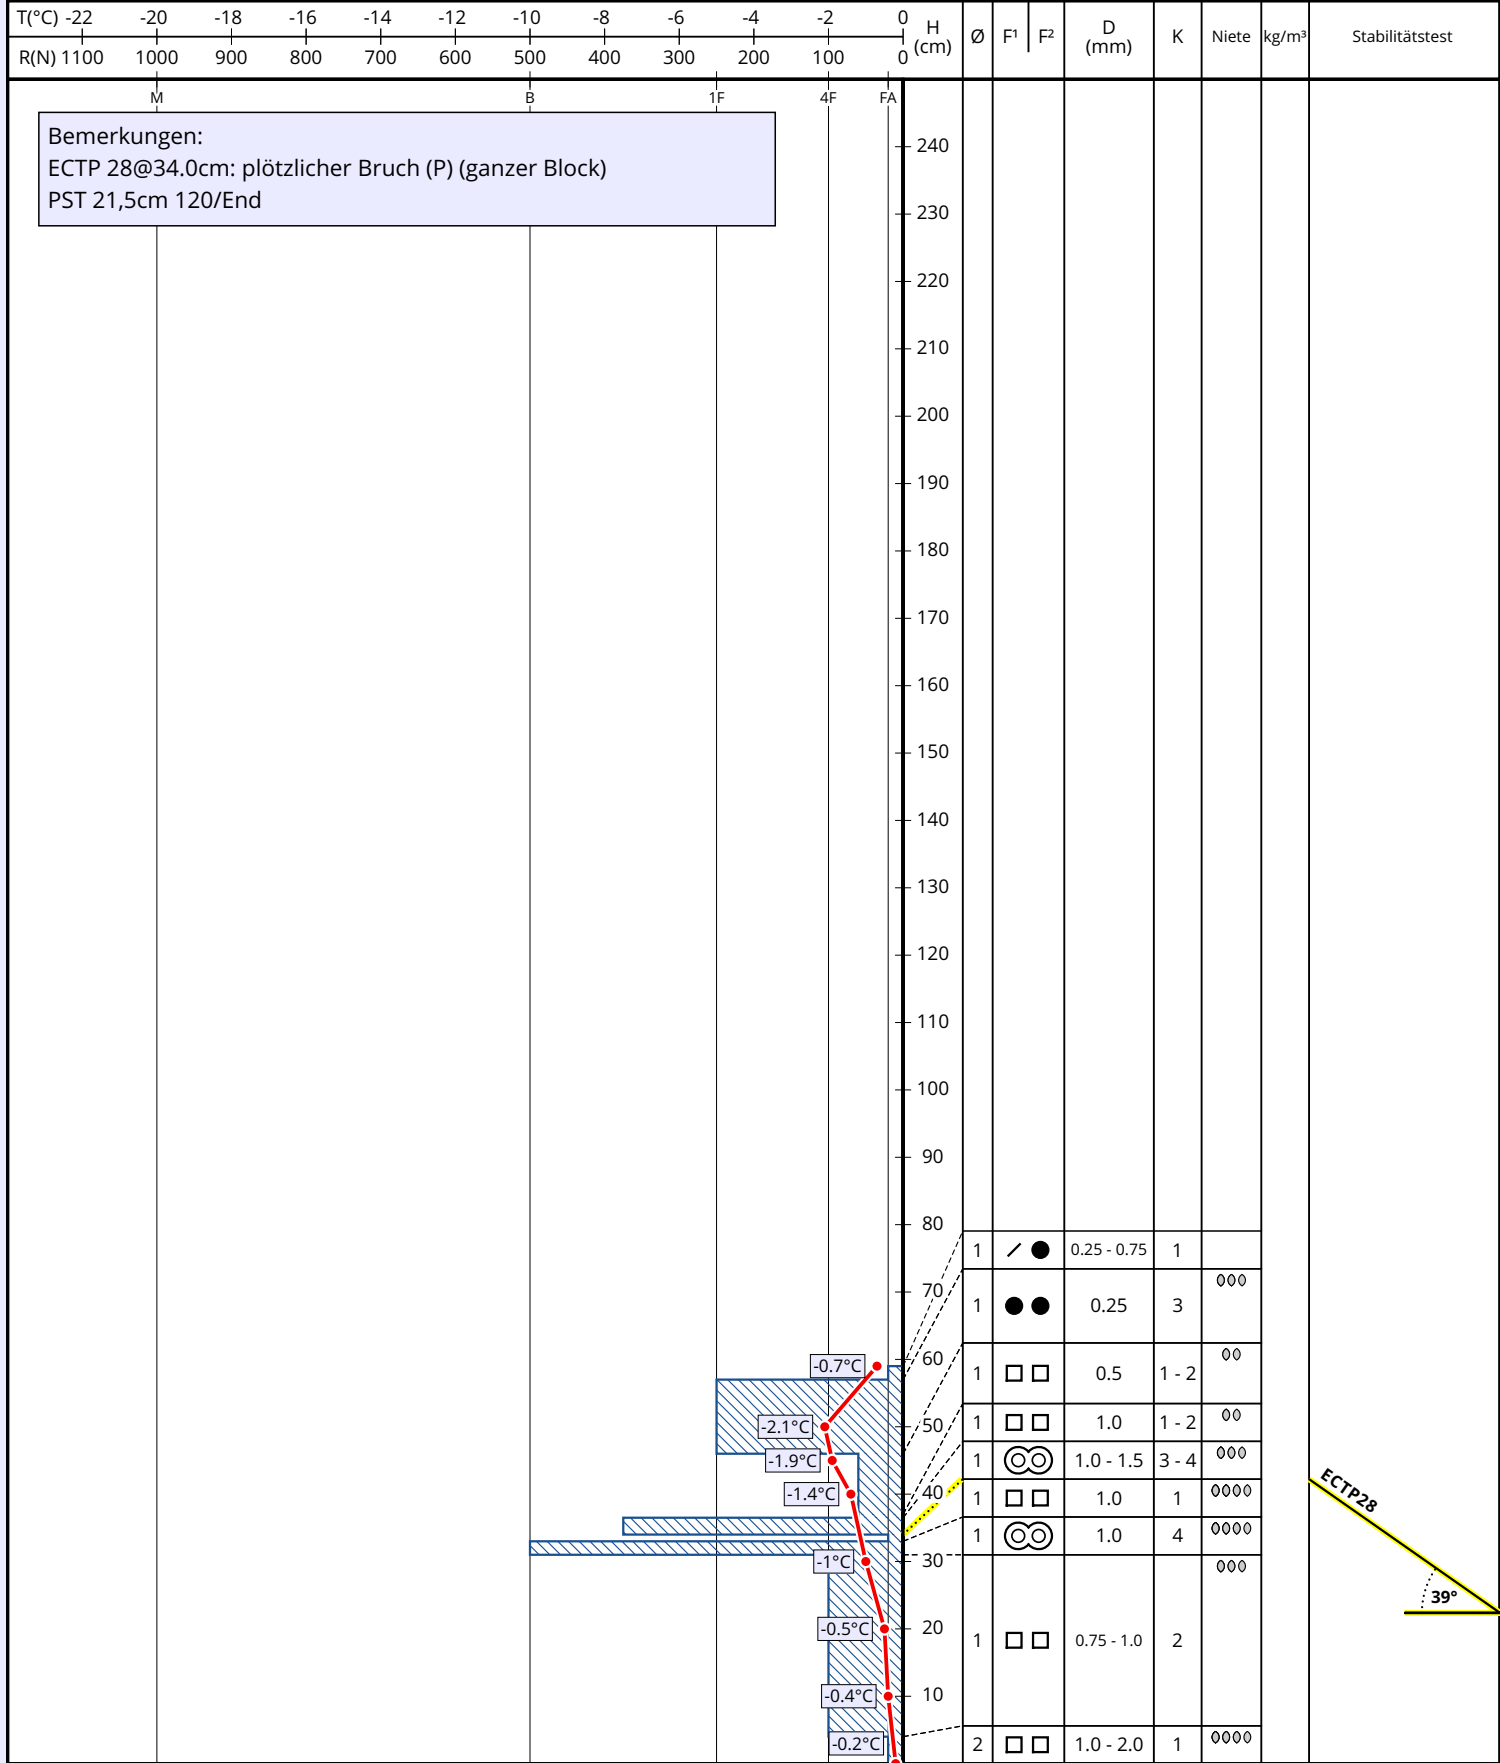 T(°C) -22 -20 -18 -16 -14 -12 -10 -8 -6 -4 -2 0
R(N) 1100 1000 900 800 700 600 500 400 300 200 100 0
H (cm) Ø F¹ F² D (mm) K Niete kg/m³ Stabilitätstest
M B 1F 4F FA
Bemerkungen:
ECTP 28@34.0cm: plötzlicher Bruch (P) (ganzer Block)
PST 21,5cm 120/End
240
230
220
210
200
190
180
170
160
150
140
130
120
110
100
90
80
1 0.25 - 0.75 1
70
1 0.25 3
60
-0.7°C
1 0.5 1 - 2
50
-2.1°C
1 1.0 1 - 2
-1.9°C
1 1.0 - 1.5 3 - 4
40
-1.4°C
1 1.0 1
ECTP28
1 1.0 4
30
-1°C
39°
20
-0.5°C
1 0.75 - 1.0 2
10
-0.4°C
-0.2°C
2 1.0 - 2.0 1